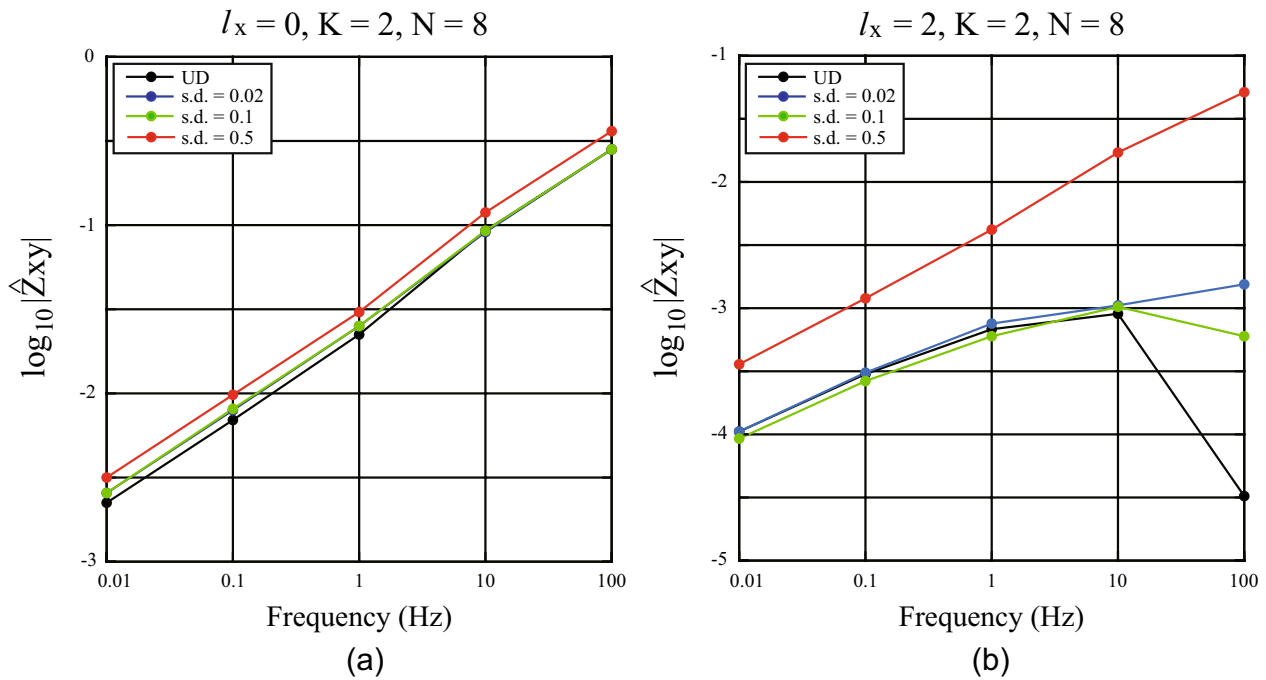 lx = 0, K = 2, N = 8
0
-1
-2
-3
UD
s.d. = 0.02
s.d. = 0.1
s.d. = 0.5
log10|Ẑxy|
0.01 0.1 1 10 100
Frequency (Hz)
(a)
lx = 2, K = 2, N = 8
-1
-2
-3
-4
-5
UD
s.d. = 0.02
s.d. = 0.1
s.d. = 0.5
log10|Ẑxy|
0.01 0.1 1 10 100
Frequency (Hz)
(b)